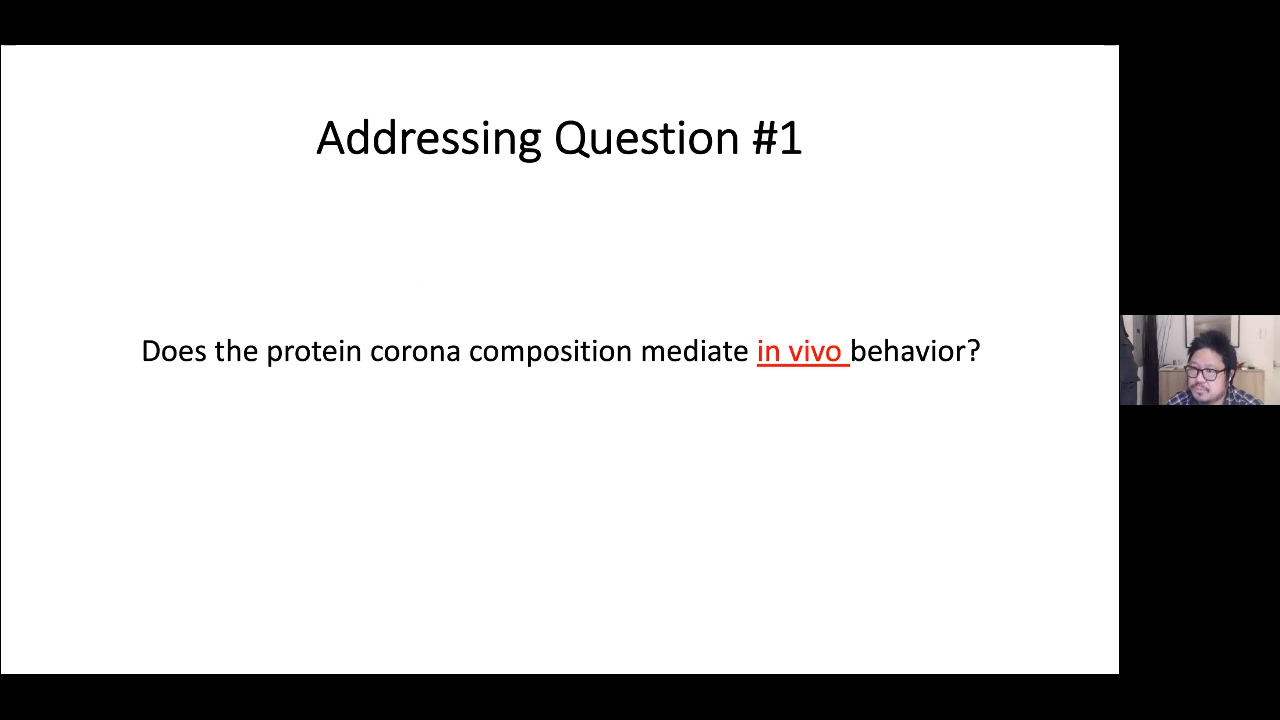 Addressing Question #1
Does the protein corona composition mediate in vivo behavior?